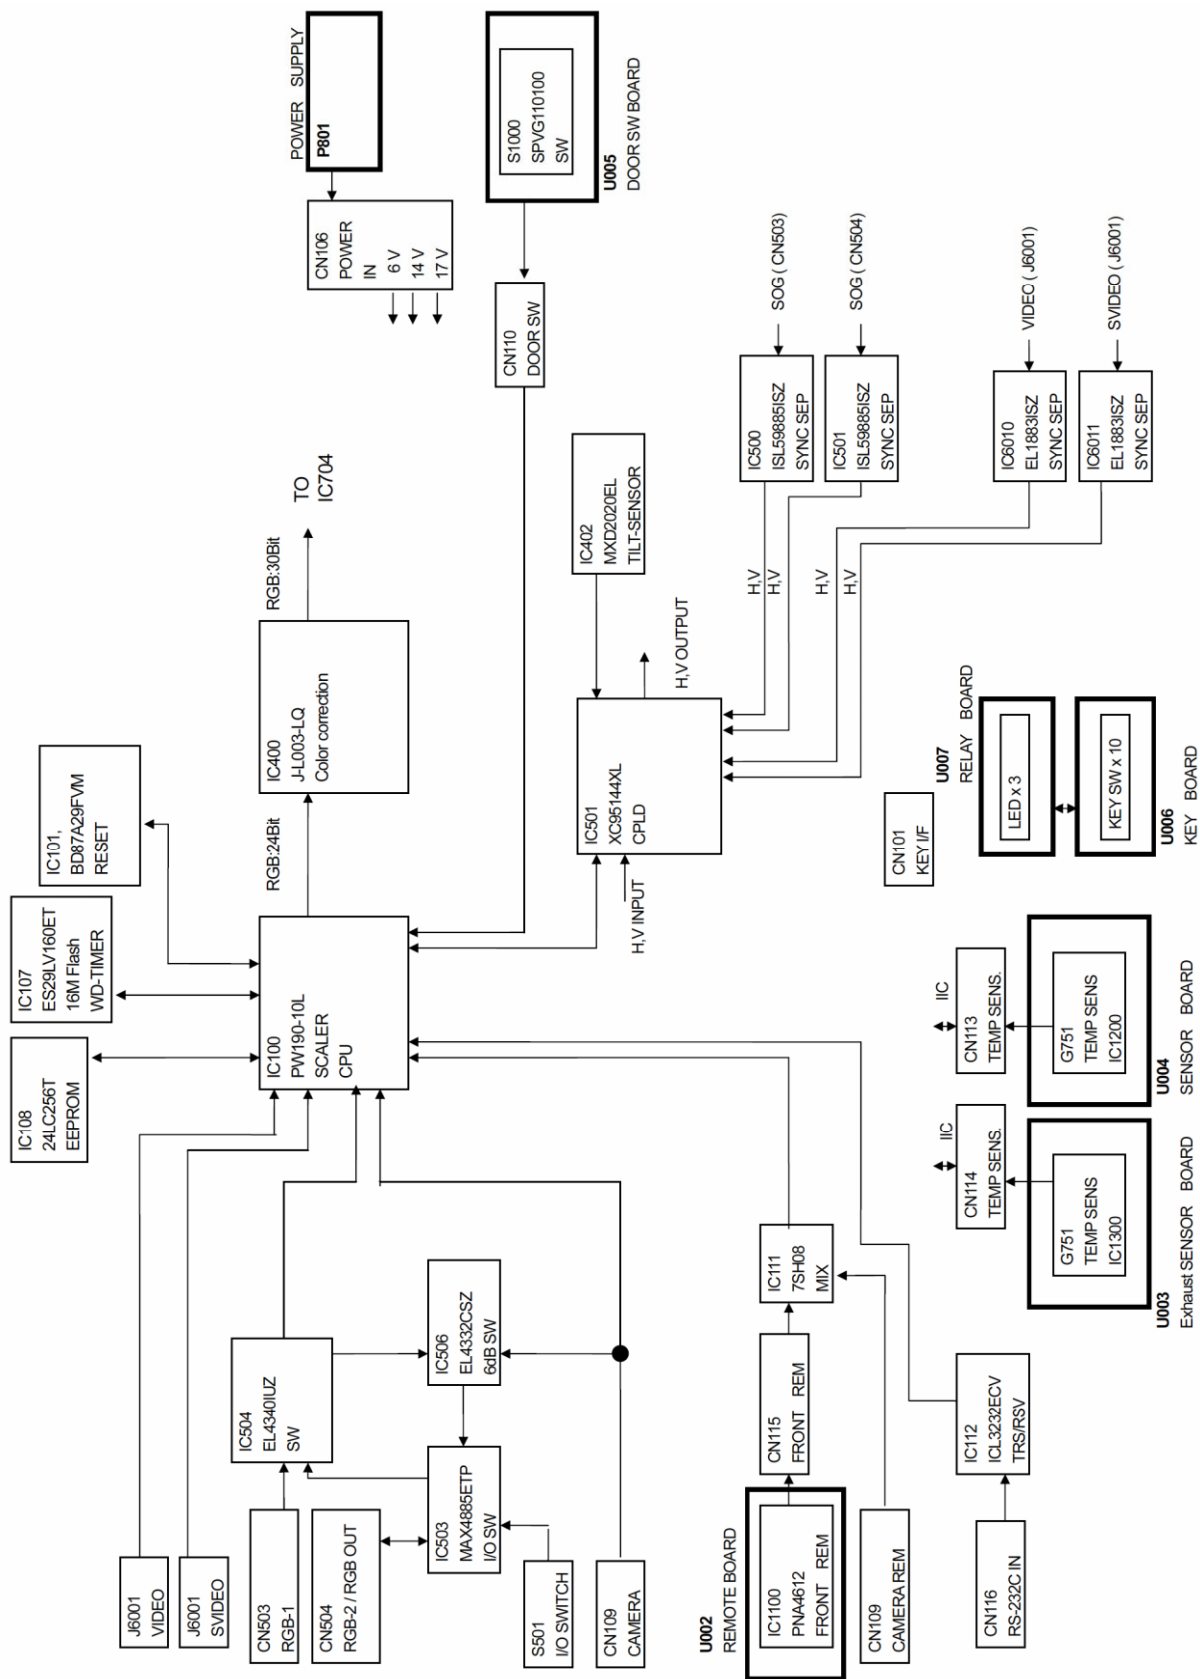 J6001
VIDEO
J6001
SVIDEO
CN503
RGB-1
CN504
RGB-2 / RGB OUT
S501
I/O SWITCH
CN109
CAMERA
U002
REMOTE BOARD
IC1100
PNA4612
FRONT REM
CN109
CAMERA REM
CN116
RS-232C IN
IC504
EL4340IUZ
SW
IC503
MAX4885ETP
I/O SW
IC506
EL4332CSZ
6dB SW
CN115
FRONT REM
IC111
7SH08
MIX
IC112
ICL3232ECV
TRS/RSV
U003
Exhaust SENSOR BOARD
G751
TEMP SENS
IC1300
CN114
TEMP SENS.
IIC
IC108
24LC256T
EEPROM
IC107
ES29LV160ET
16M Flash
WD-TIMER
IC101,
BD87A29FVM
RESET
IC100
PW190-10L
SCALER
CPU
RGB:24Bit
IC400
J-L003-LQ
Color correction
RGB:30Bit
TO
IC704
U004
SENSOR BOARD
G751
TEMP SENS
IC1200
CN113
TEMP SENS.
IIC
H,V INPUT
IC501
XC95144XL
CPLD
H,V OUTPUT
IC402
MXD2020EL
TILT-SENSOR
CN101
KEY I/F
U007
RELAY BOARD
LED x 3
KEY SW x 10
U006
KEY BOARD
H,V
H,V
H,V
H,V
IC500
ISL59885ISZ
SYNC SEP
SOG ( CN503)
IC501
ISL59885ISZ
SYNC SEP
SOG ( CN504)
IC6010
EL1883ISZ
SYNC SEP
VIDEO ( J6001)
IC6011
EL1883ISZ
SYNC SEP
SVIDEO ( J6001)
CN110
DOOR SW
S1000
SPVG110100
SW
U005
DOOR SW BOARD
CN106
POWER
IN
6 V
14 V
17 V
POWER SUPPLY
P801